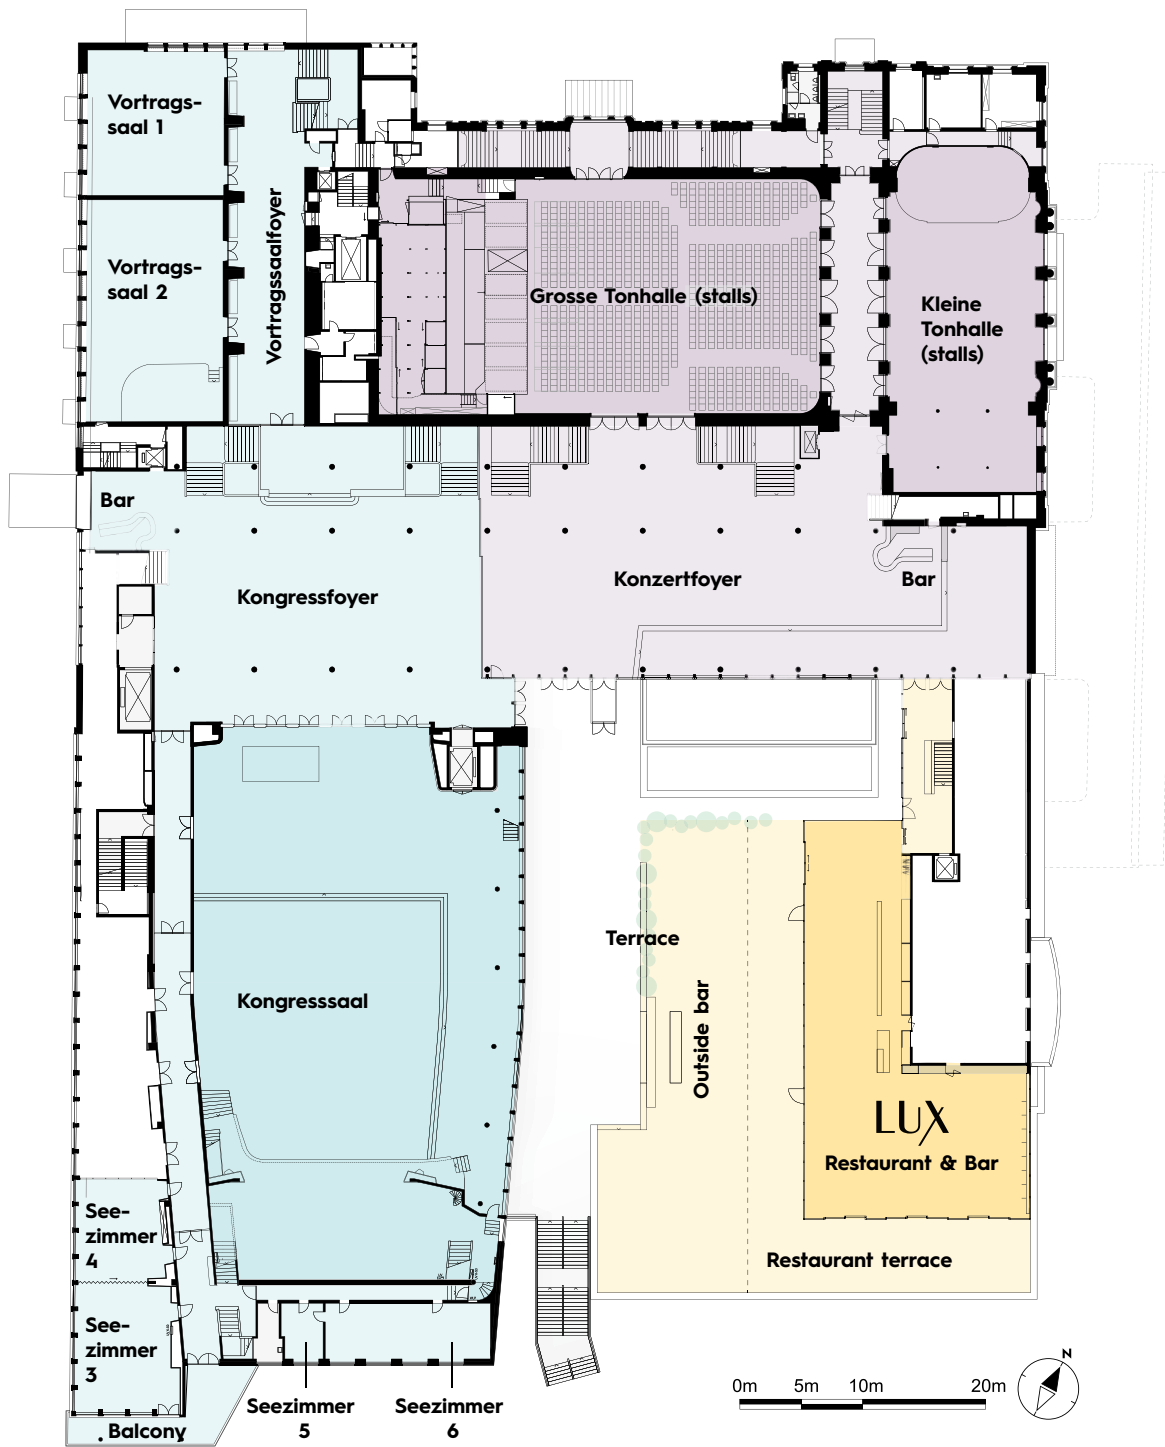 Vortrags-
saal 1
Vortrags-
saal 2
Vortragssaalfoyer
Grosse Tonhalle (stalls)
Kleine
Tonhalle
(stalls)
Bar
Kongressfoyer
Konzertfoyer
Bar
Kongresssaal
Terrace
Outside bar
LUX
Restaurant & Bar
Restaurant terrace
See-
zimmer
4
See-
zimmer
3
Balcony
Seezimmer
5
Seezimmer
6
0m 5m 10m 20m
N